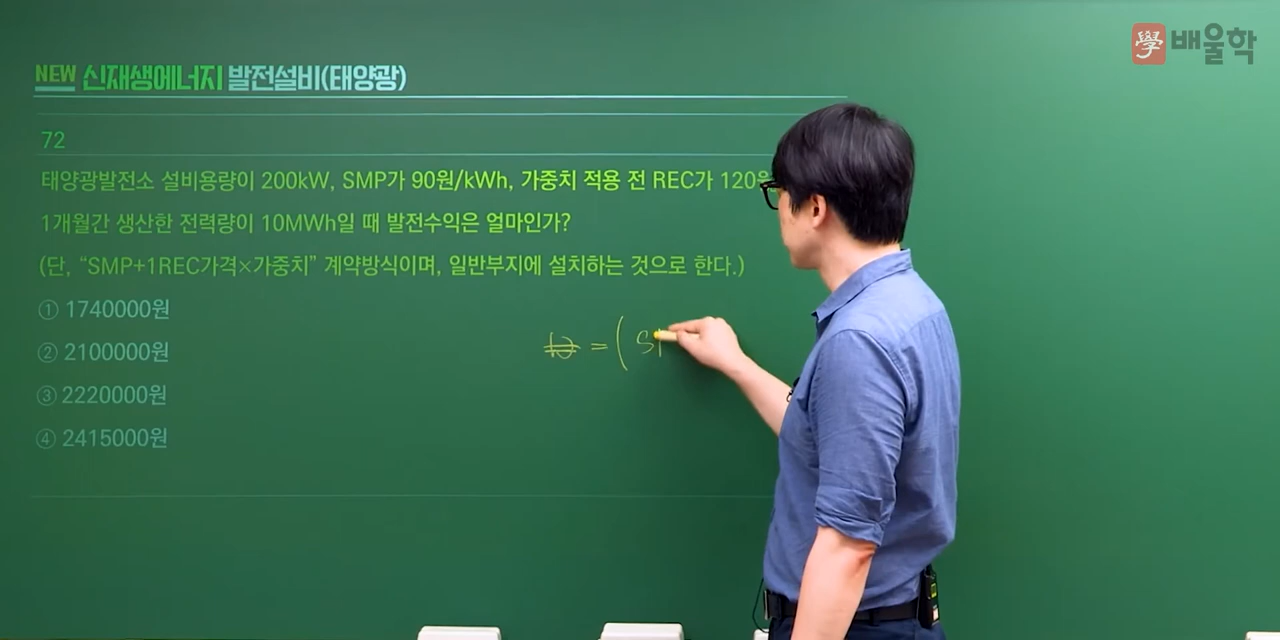 學 배울학
NEW 신재생에너지 발전설비(태양광)
72
태양광발전소 설비용량이 200kW, SMP가 90원/kWh, 가중치 적용 전 REC가 120원
1개월간 생산한 전력량이 10MWh일 때 발전수익은 얼마인가?
(단, “SMP+1REC가격×가중치” 계약방식이며, 일반부지에 설치하는 것으로 한다.)
① 1740000원
② 2100000원
③ 2220000원
④ 2415000원
= ( S